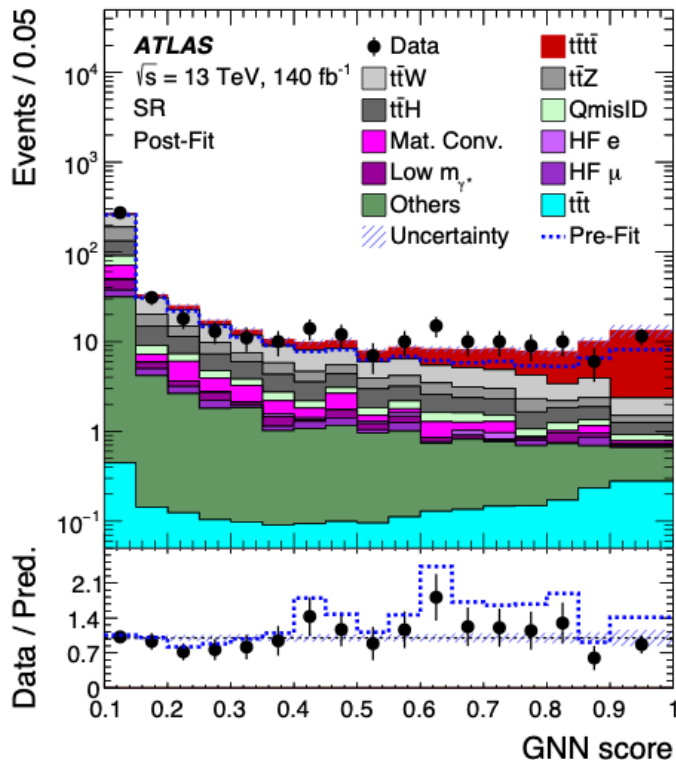 Events / 0.05
10⁴
10³
10²
10
1
10⁻¹
ATLAS
√s = 13 TeV, 140 fb⁻¹
SR
Post-Fit
Data
tt̄tt̄
tt̄W
tt̄Z
tt̄H
QmisID
Mat. Conv.
HF e
Low m_γ*
HF μ
Others
tt̄t
Uncertainty
Pre-Fit
Data / Pred.
2.1
1.4
0.7
0
0.1 0.2 0.3 0.4 0.5 0.6 0.7 0.8 0.9 1
GNN score